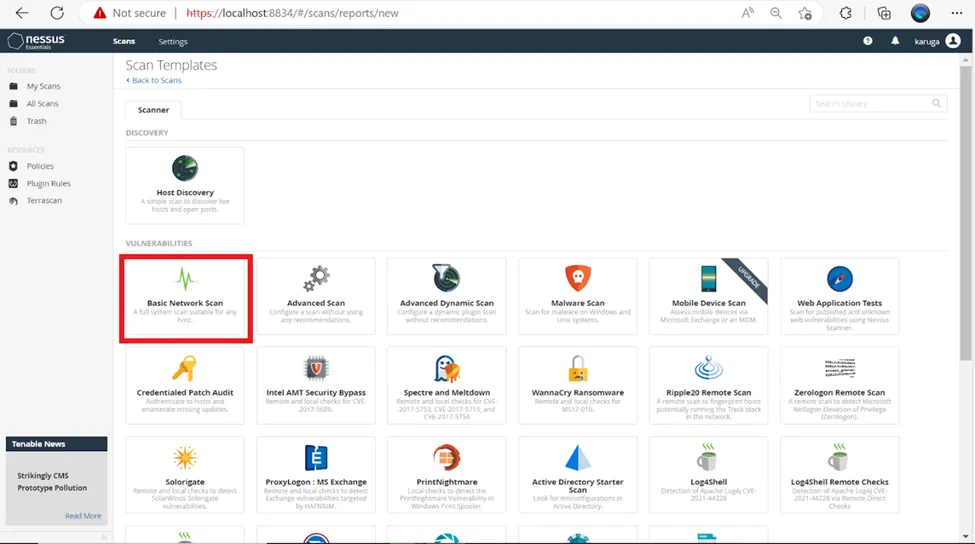 Not secure
https://localhost:8834/#/scans/reports/new
nessus
Essentials
Scans
Settings
karuga
FOLDERS
My Scans
All Scans
Trash
RESOURCES
Policies
Plugin Rules
Terrascan
Tenable News
Strikingly CMS
Prototype Pollution
Read More
Scan Templates
< Back to Scans
Scanner
Search Library
DISCOVERY
Host Discovery
A simple scan to discover live
hosts and open ports.
VULNERABILITIES
Basic Network Scan
A full system scan suitable for any
host.
Advanced Scan
Configure a scan without using
any recommendations.
Advanced Dynamic Scan
Configure a dynamic plugin scan
without recommendations.
Malware Scan
Scan for malware on Windows and
Unix systems.
UPGRADE
Mobile Device Scan
Assess mobile devices via
Microsoft Exchange or an MDM.
Web Application Tests
Scan for published and unknown
web vulnerabilities using Nessus
Scanner.
Credentialed Patch Audit
Authenticate to hosts and
enumerate missing updates.
Intel AMT Security Bypass
Remote and local checks for CVE-
2017-5689.
Spectre and Meltdown
Remote and local checks for CVE-
2017-5753, CVE-2017-5715, and
CVE-2017-5754
WannaCry Ransomware
Remote and local checks for
MS17-010.
Ripple20 Remote Scan
A remote scan to fingerprint hosts
potentially running the Treck stack
in the network.
Zerologon Remote Scan
A remote scan to detect Microsoft
Netlogon Elevation of Privilege
(Zerologon).
Solorigate
Remote and local checks to detect
SolarWinds Solorigate
vulnerabilities.
ProxyLogon : MS Exchange
Remote and local checks to detect
Exchange vulnerabilities targeted
by HAFNIUM.
PrintNightmare
Local checks to detect the
PrintNightmare Vulnerability in
Windows Print Spooler.
Active Directory Starter
Scan
Look for misconfigurations in
Active Directory.
Log4Shell
Detection of Apache Log4j CVE-
2021-44228
Log4Shell Remote Checks
Detection of Apache Log4j CVE-
2021-44228 via Remote Direct
Checks